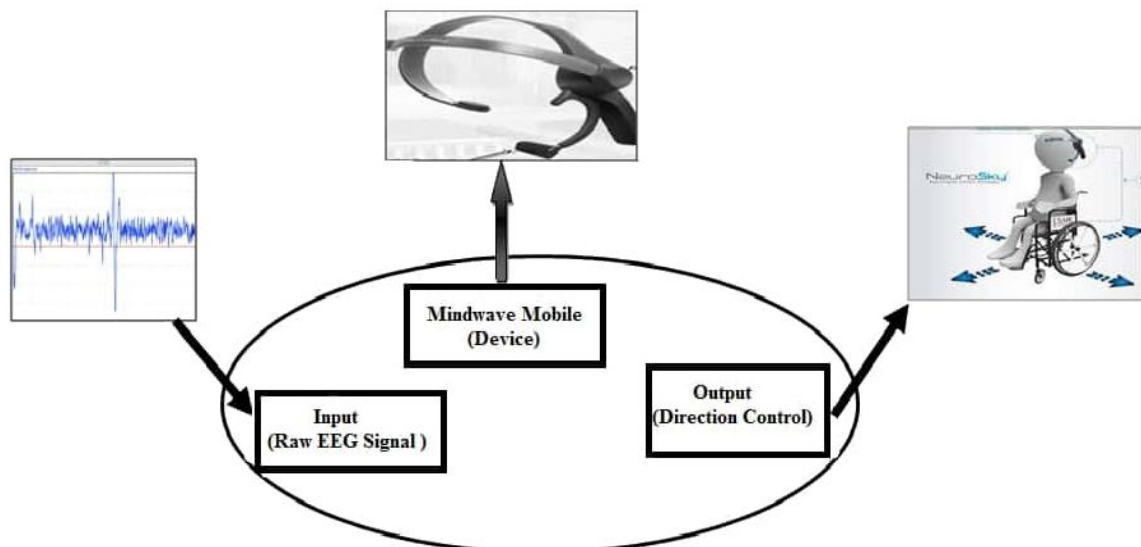 NeuroSky
Mindwave Mobile
(Device)
Output
(Direction Control)
Input
(Raw EEG Signal )